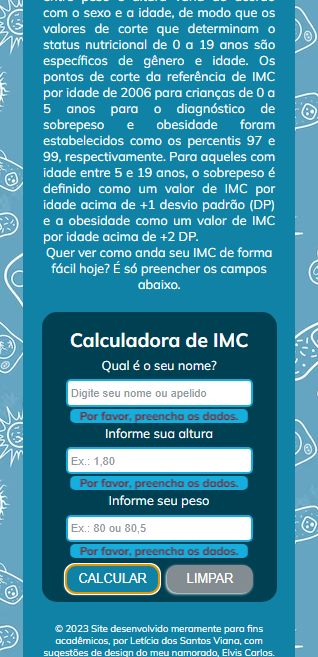 entre peso e altura varia de acordo
com o sexo e a idade, de modo que os
valores de corte que determinam o
status nutricional de 0 a 19 anos são
específicos de gênero e idade. Os
pontos de corte da referência de IMC
por idade de 2006 para crianças de 0 a
5 anos para o diagnóstico de
sobrepeso e obesidade foram
estabelecidos como os percentis 97 e
99, respectivamente. Para aqueles com
idade entre 5 e 19 anos, o sobrepeso é
definido como um valor de IMC por
idade acima de +1 desvio padrão (DP)
e a obesidade como um valor de IMC
por idade acima de +2 DP.
Quer ver como anda seu IMC de forma
fácil hoje? É só preencher os campos
abaixo.
Calculadora de IMC
Qual é o seu nome?
Digite seu nome ou apelido
Por favor, preencha os dados.
Informe sua altura
Ex.: 1,80
Por favor, preencha os dados.
Informe seu peso
Ex.: 80 ou 80,5
Por favor, preencha os dados.
CALCULAR LIMPAR
© 2023 Site desenvolvido meramente para fins
acadêmicos, por Letícia dos Santos Viana, com
sugestões de design do meu namorado, Elvis Carlos.